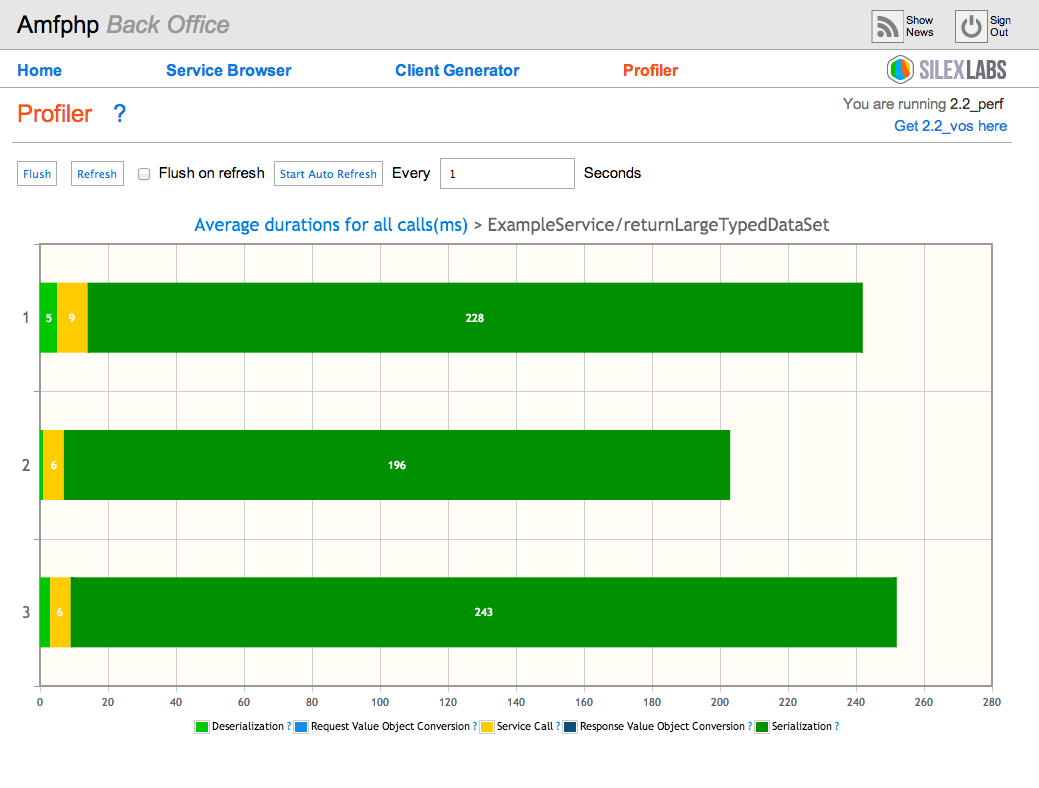 Amfphp Back Office
Show
News
Sign
Out
Home Service Browser Client Generator Profiler SILEXLABS
Profiler ?
You are running 2.2_perf
Get 2.2_vos here
Flush Refresh Flush on refresh Start Auto Refresh Every 1 Seconds
Average durations for all calls(ms) > ExampleService/returnLargeTypedDataSet
1 5 9 228
2 6 196
3 6 243
0 20 40 60 80 100 120 140 160 180 200 220 240 260 280
Deserialization ? Request Value Object Conversion ? Service Call ? Response Value Object Conversion ? Serialization ?